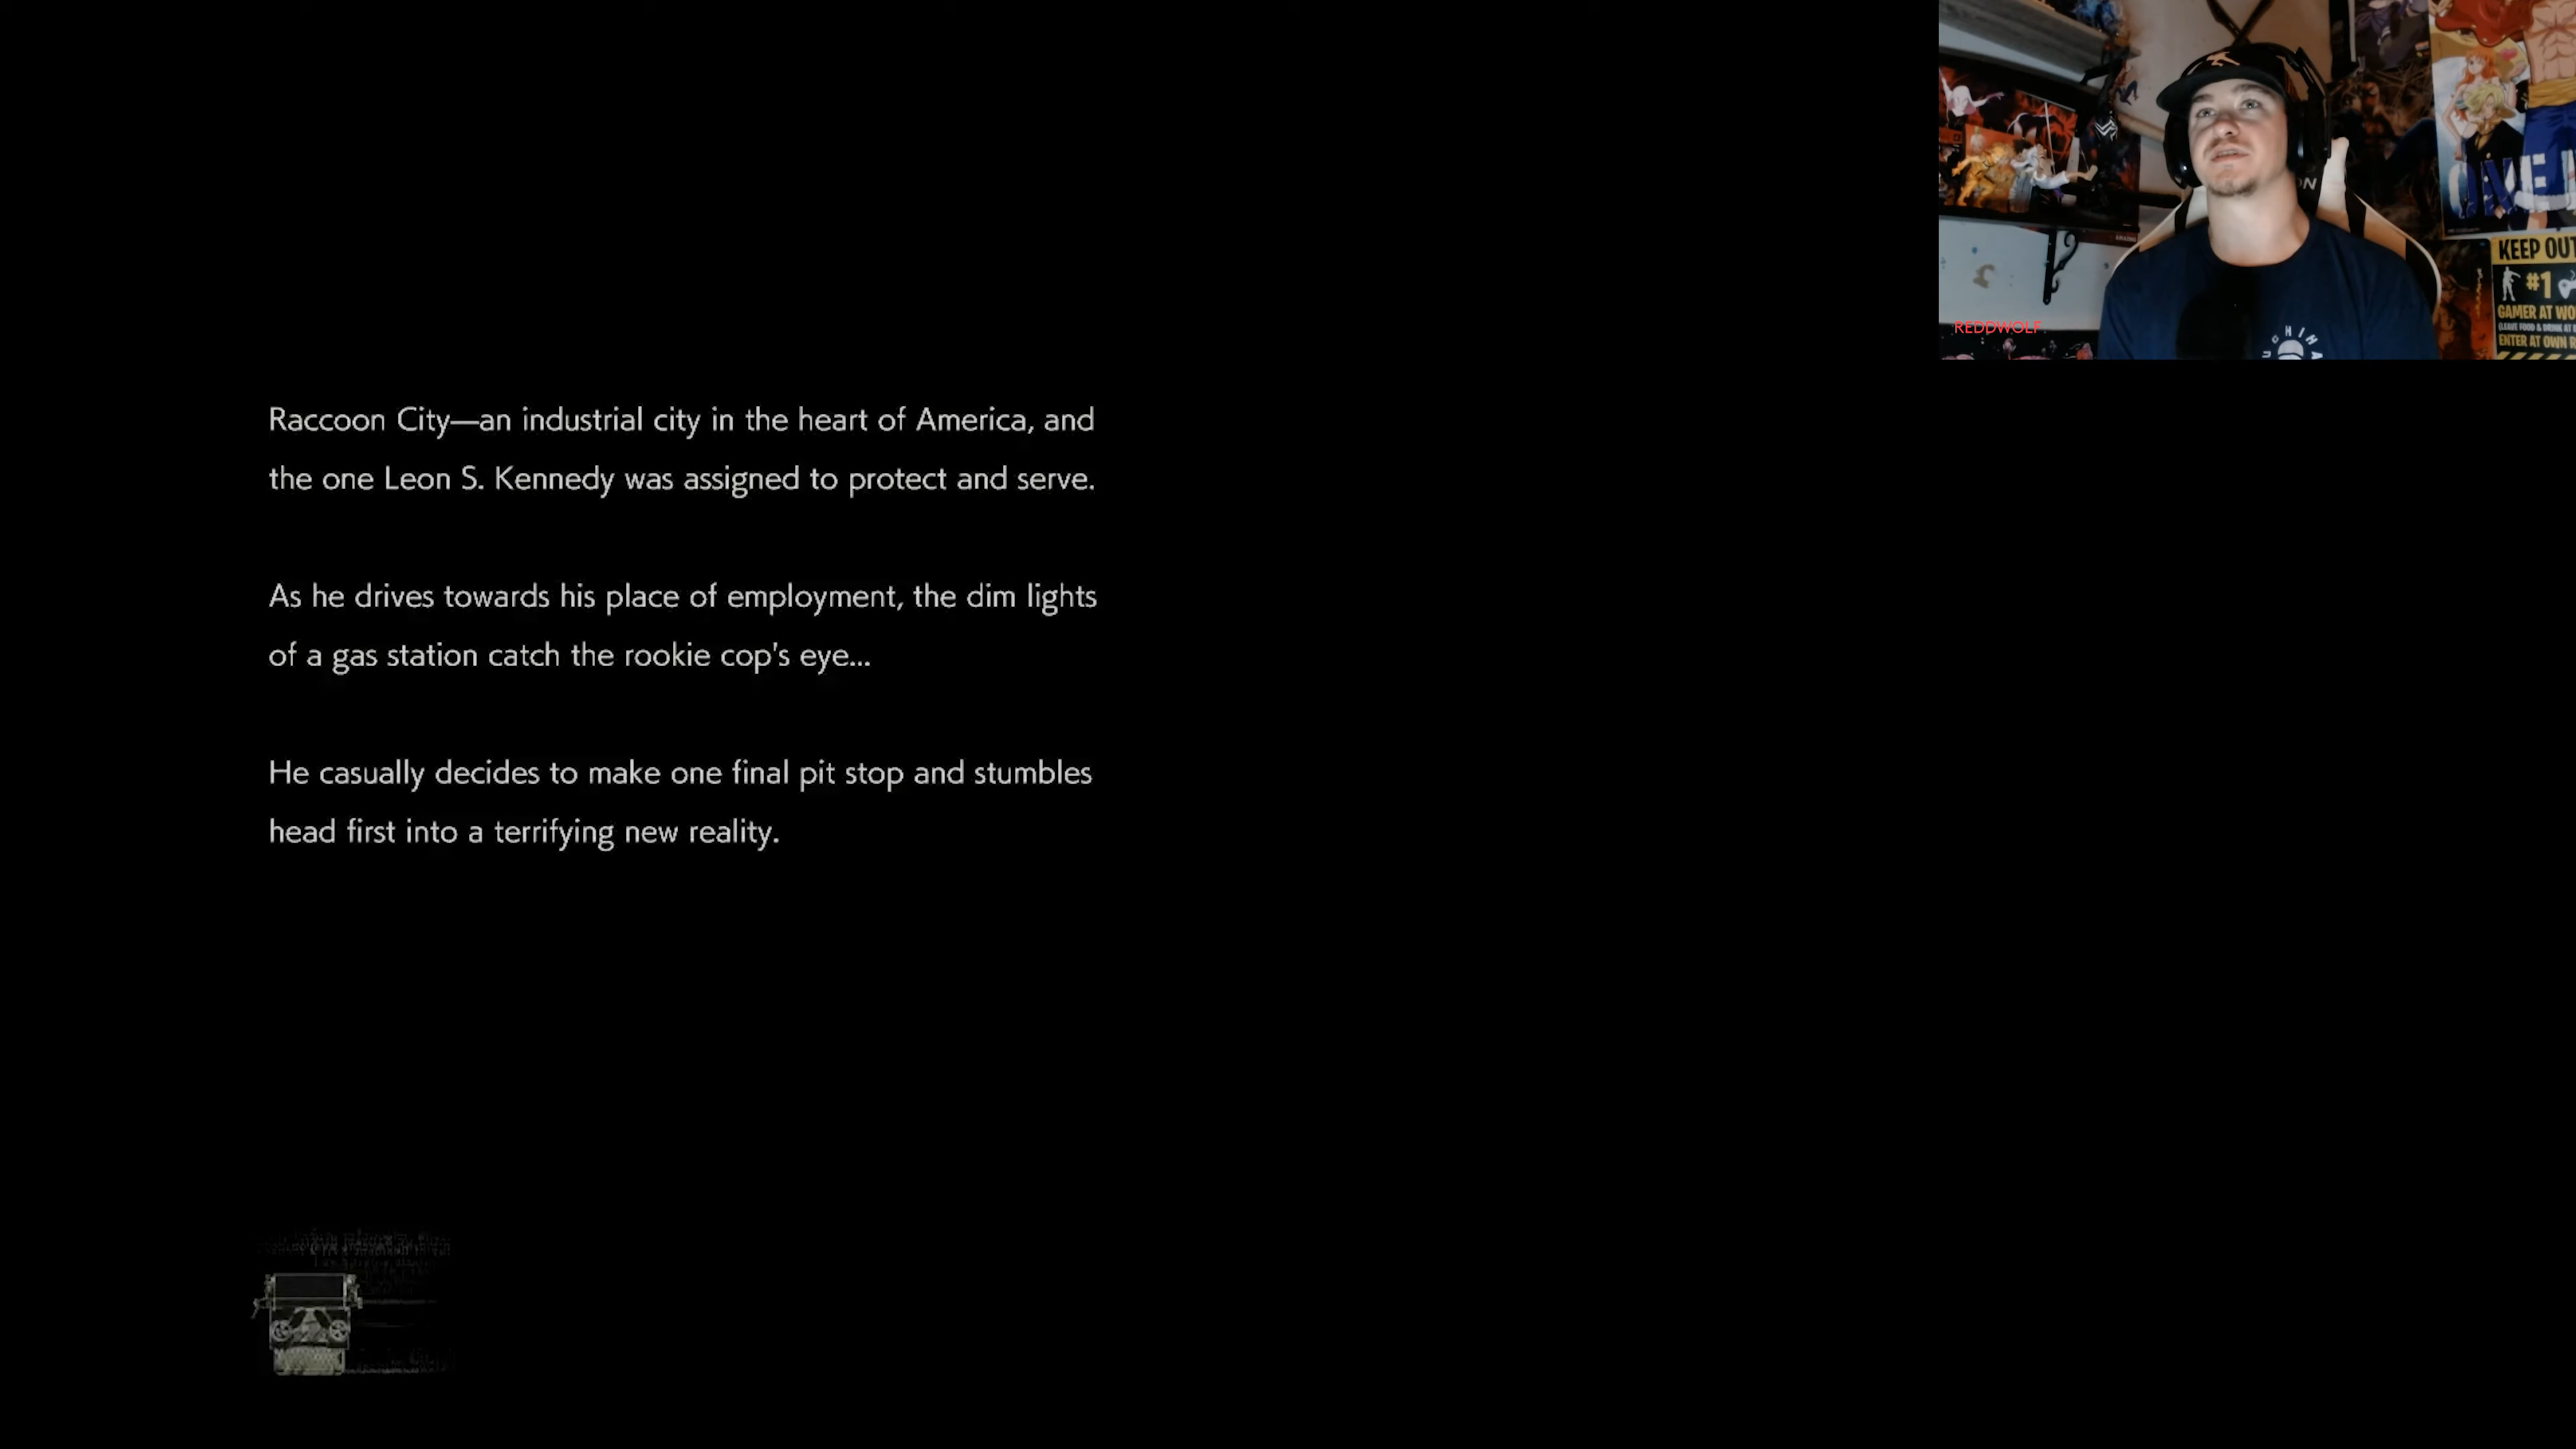 Raccoon City—an industrial city in the heart of America, and
the one Leon S. Kennedy was assigned to protect and serve.
As he drives towards his place of employment, the dim lights
of a gas station catch the rookie cop's eye...
He casually decides to make one final pit stop and stumbles
head first into a terrifying new reality.
REDDWOLF
KEEP OUT
#1
GAMER AT
ENTER AT OWN
UCHIHA